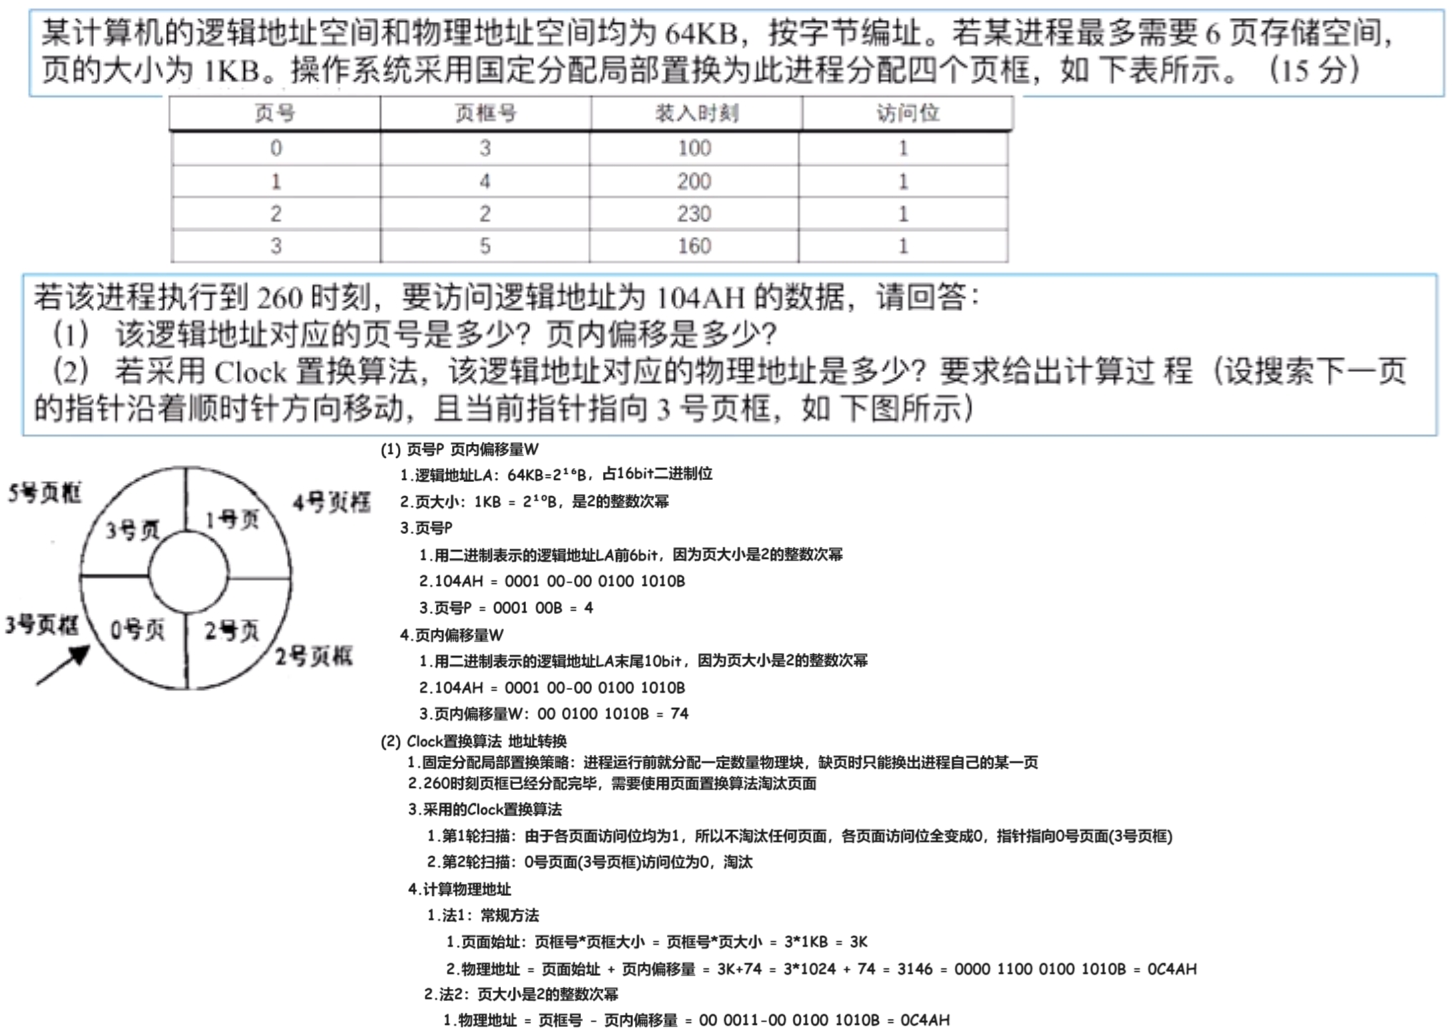 某计算机的逻辑地址空间和物理地址空间均为 64KB，按字节编址。若某进程最多需要 6 页存储空间，
页的大小为 1KB。操作系统采用国定分配局部置换为此进程分配四个页框，如 下表所示。（15 分）
页号 页框号 装入时刻 访问位
0 3 100 1
1 4 200 1
2 2 230 1
3 5 160 1
若该进程执行到 260 时刻，要访问逻辑地址为 104AH 的数据，请回答：
（1） 该逻辑地址对应的页号是多少？页内偏移是多少？
（2） 若采用 Clock 置换算法，该逻辑地址对应的物理地址是多少？要求给出计算过 程（设搜索下一页
的指针沿着顺时针方向移动，且当前指针指向 3 号页框，如 下图所示）
5号页框
3号页
1号页
4号页框
3号页框
0号页
2号页
2号页框
(1) 页号P 页内偏移量W
1.逻辑地址LA：64KB=2¹⁶B，占16bit二进制位
2.页大小：1KB = 2¹⁰B，是2的整数次幂
3.页号P
1.用二进制表示的逻辑地址LA前6bit，因为页大小是2的整数次幂
2.104AH = 0001 00-00 0100 1010B
3.页号P = 0001 00B = 4
4.页内偏移量W
1.用二进制表示的逻辑地址LA末尾10bit，因为页大小是2的整数次幂
2.104AH = 0001 00-00 0100 1010B
3.页内偏移量W：00 0100 1010B = 74
(2) Clock置换算法 地址转换
1.固定分配局部置换策略：进程运行前就分配一定数量物理块，缺页时只能换出进程自己的某一页
2.260时刻页框已经分配完毕，需要使用页面置换算法淘汰页面
3.采用的Clock置换算法
1.第1轮扫描：由于各页面访问位均为1，所以不淘汰任何页面，各页面访问位全变成0，指针指向0号页面(3号页框)
2.第2轮扫描：0号页面(3号页框)访问位为0，淘汰
4.计算物理地址
1.法1：常规方法
1.页面始址：页框号*页框大小 = 页框号*页大小 = 3*1KB = 3K
2.物理地址 = 页面始址 + 页内偏移量 = 3K+74 = 3*1024 + 74 = 3146 = 0000 1100 0100 1010B = 0C4AH
2.法2：页大小是2的整数次幂
1.物理地址 = 页框号 - 页内偏移量 = 00 0011-00 0100 1010B = 0C4AH